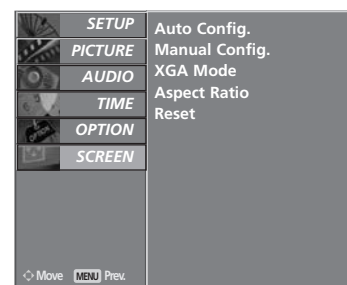 SETUP
PICTURE
AUDIO
TIME
OPTION
SCREEN
Auto Config.
Manual Config.
XGA Mode
Aspect Ratio
Reset
Move MENU Prev.